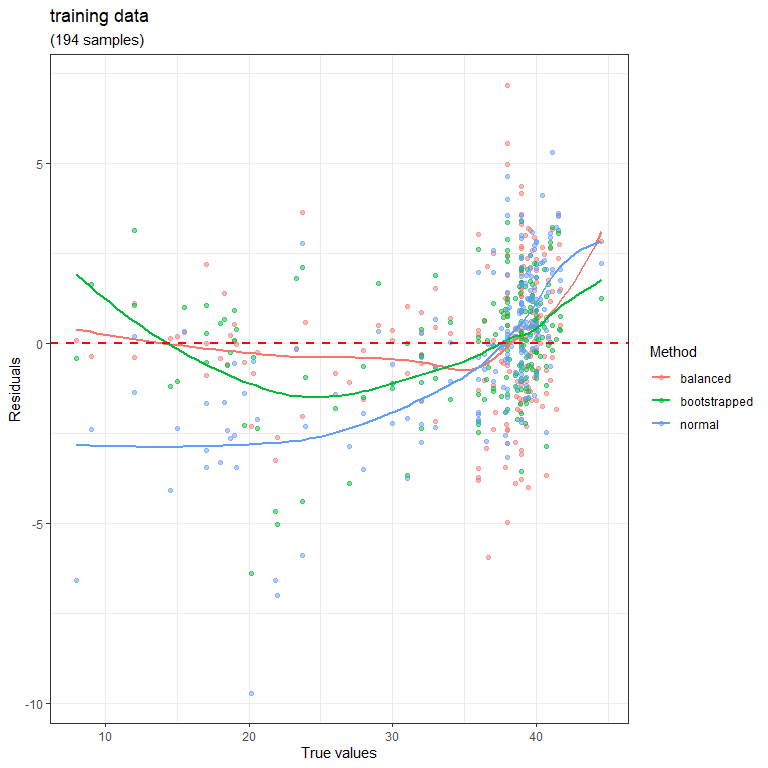 training data
(194 samples)
Residuals
5
0
-5
-10
10
20
30
40
True values
Method
balanced
bootstrapped
normal